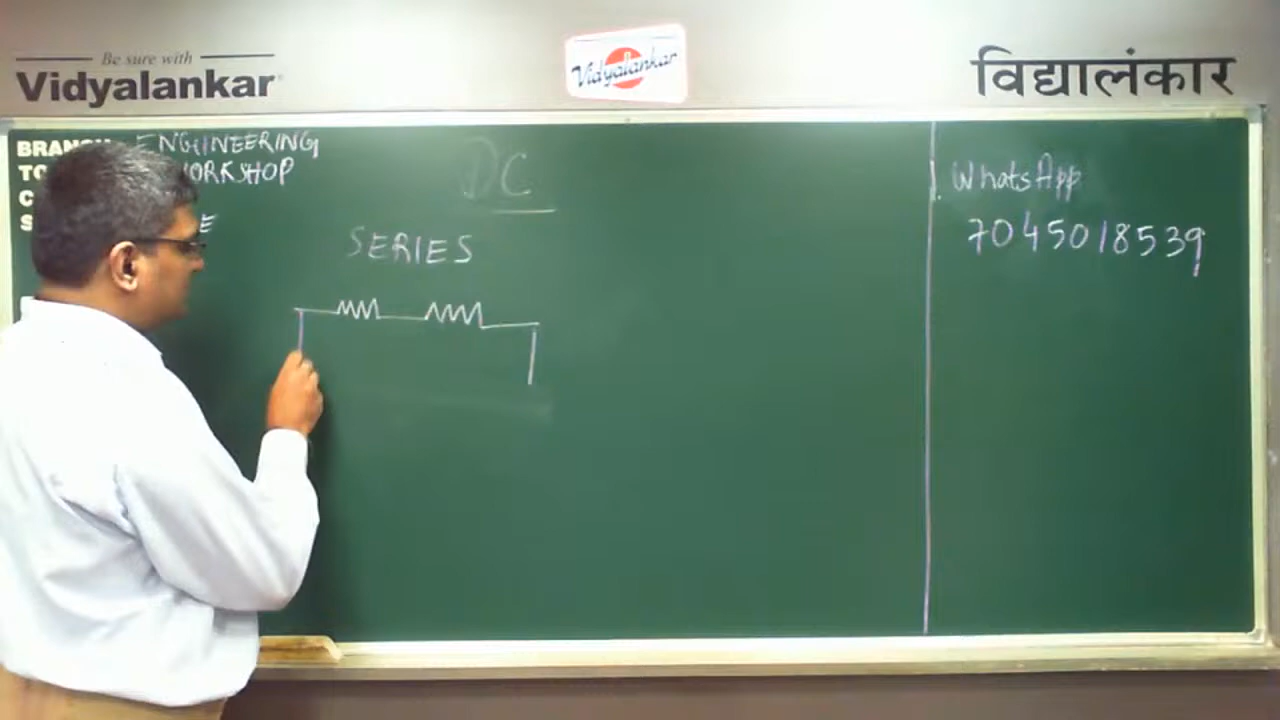 Be sure with
Vidyalankar
Vidyalankar
विद्यालंकार
ENGINEERING
WORKSHOP
DC
SERIES
WhatsApp
7045018539